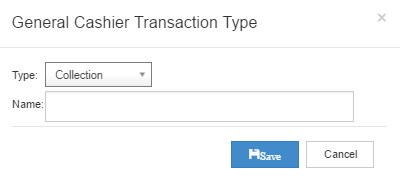 General Cashier Transaction Type ×
Type: Collection
Name:
Save Cancel